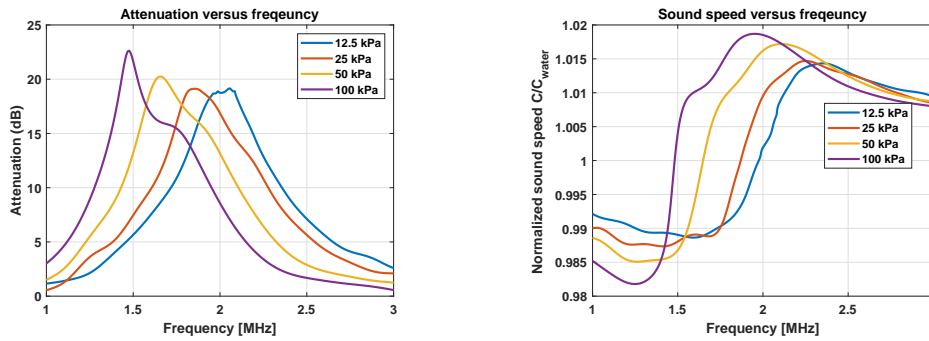 Attenuation versus freqeuncy
Attenuation (dB)
25
20
15
10
5
0
1
1.5
2
2.5
3
Frequency [MHz]
12.5 kPa
25 kPa
50 kPa
100 kPa
Sound speed versus freqeuncy
Normalized sound speed C/C_water
1.02
1.015
1.01
1.005
1
0.995
0.99
0.985
0.98
1
1.5
2
2.5
Frequency [MHz]
12.5 kPa
25 kPa
50 kPa
100 kPa